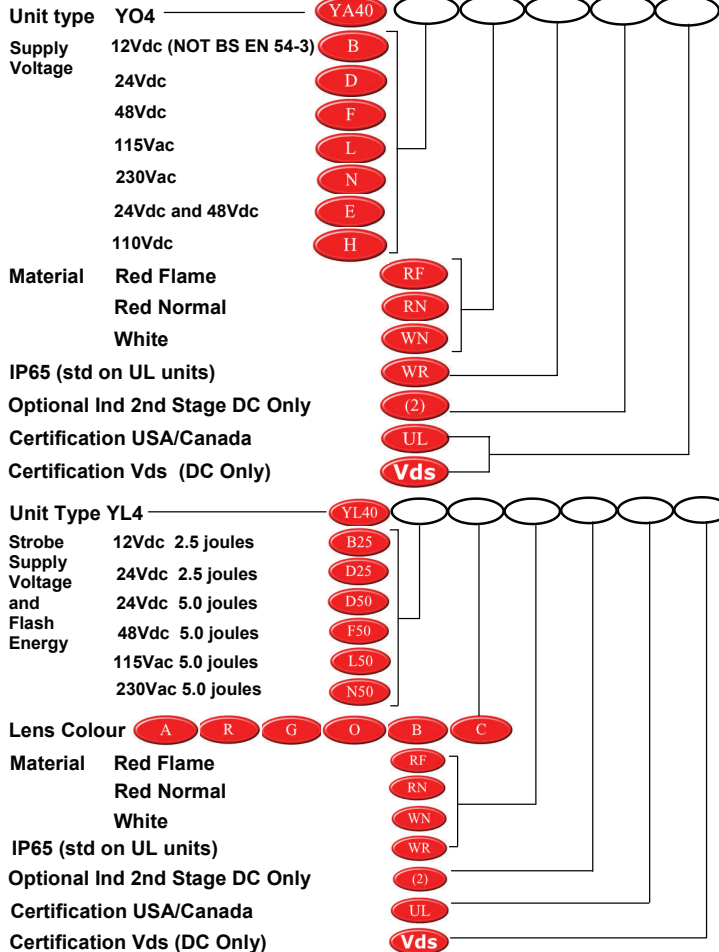 Unit type YO4 YA40
Supply Voltage 12Vdc (NOT BS EN 54-3) B
24Vdc D
48Vdc F
115Vac L
230Vac N
24Vdc and 48Vdc E
110Vdc H
Material Red Flame RF
Red Normal RN
White WN
IP65 (std on UL units) WR
Optional Ind 2nd Stage DC Only (2)
Certification USA/Canada UL
Certification Vds (DC Only) Vds
Unit Type YL4 YL40
Strobe Supply Voltage and Flash Energy 12Vdc 2.5 joules B25
24Vdc 2.5 joules D25
24Vdc 5.0 joules D50
48Vdc 5.0 joules F50
115Vac 5.0 joules L50
230Vac 5.0 joules N50
Lens Colour A R G O B C
Material Red Flame RF
Red Normal RN
White WN
IP65 (std on UL units) WR
Optional Ind 2nd Stage DC Only (2)
Certification USA/Canada UL
Certification Vds (DC Only) Vds